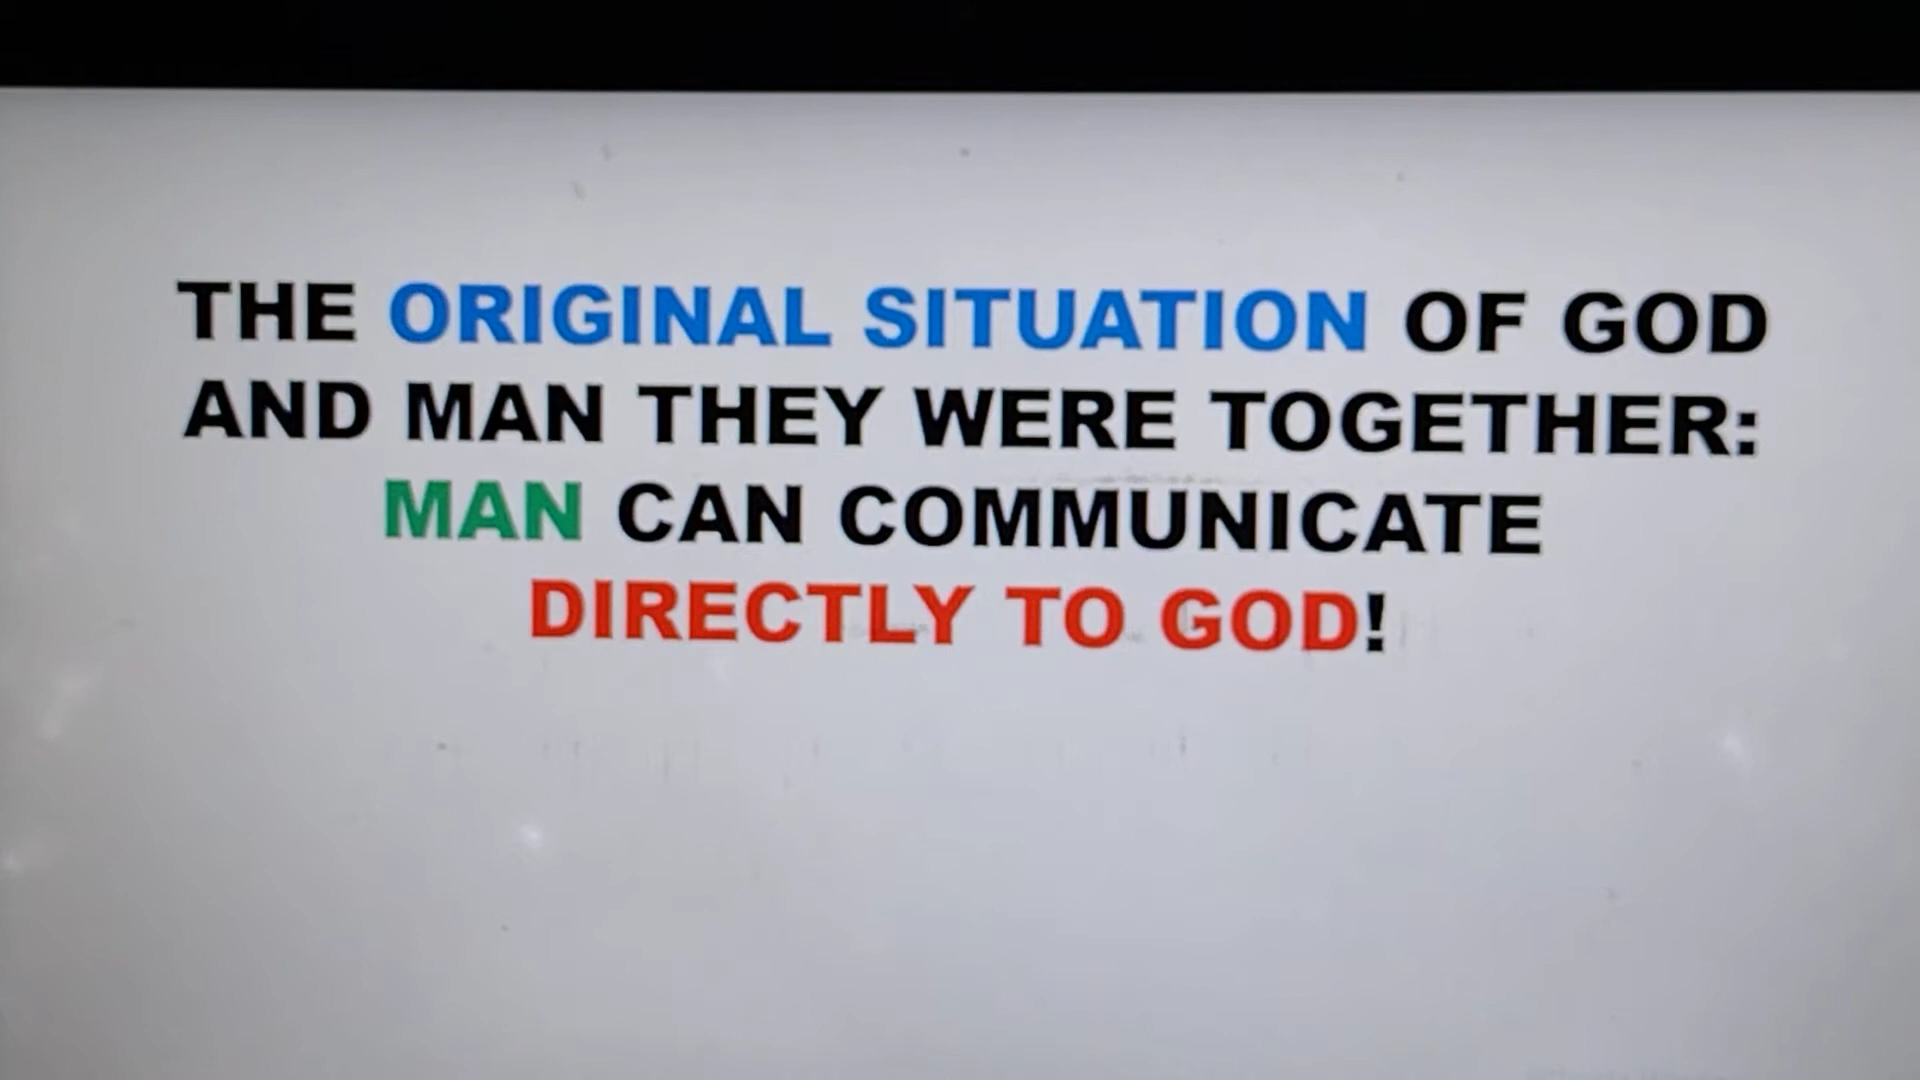 THE ORIGINAL SITUATION OF GOD
AND MAN THEY WERE TOGETHER:
MAN CAN COMMUNICATE
DIRECTLY TO GOD!